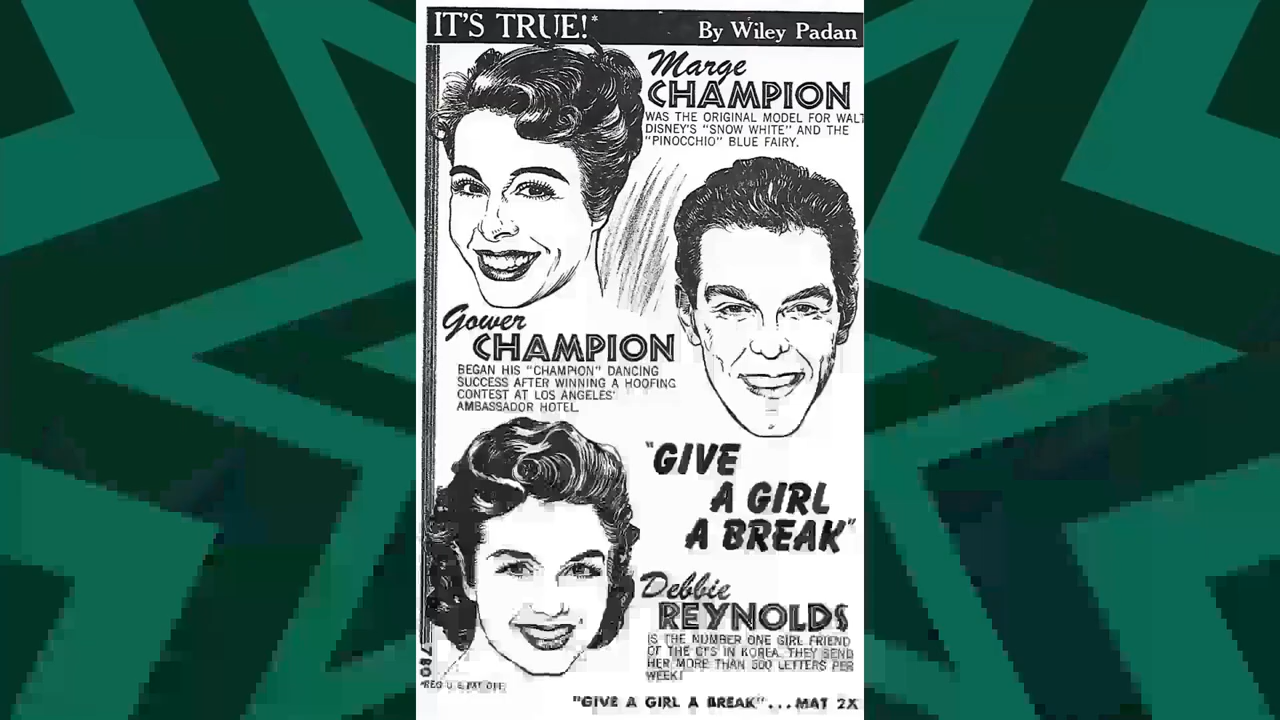 IT'S TRUE!*
By Wiley Padan
Marge
CHAMPION
WAS THE ORIGINAL MODEL FOR WALT
DISNEY'S "SNOW WHITE" AND THE
"PINOCCHIO" BLUE FAIRY.
Gower
CHAMPION
BEGAN HIS "CHAMPION" DANCING
SUCCESS AFTER WINNING A HOOFING
CONTEST AT LOS ANGELES'
AMBASSADOR HOTEL.
"GIVE
A GIRL
A BREAK"
Debbie
REYNOLDS
IS THE NUMBER ONE GIRL FRIEND
OF THE GI'S IN KOREA. THEY SEND
HER MORE THAN 500 LETTERS PER
WEEK!
780
*REG U S PAT OFF.
"GIVE A GIRL A BREAK"...MAT 2X